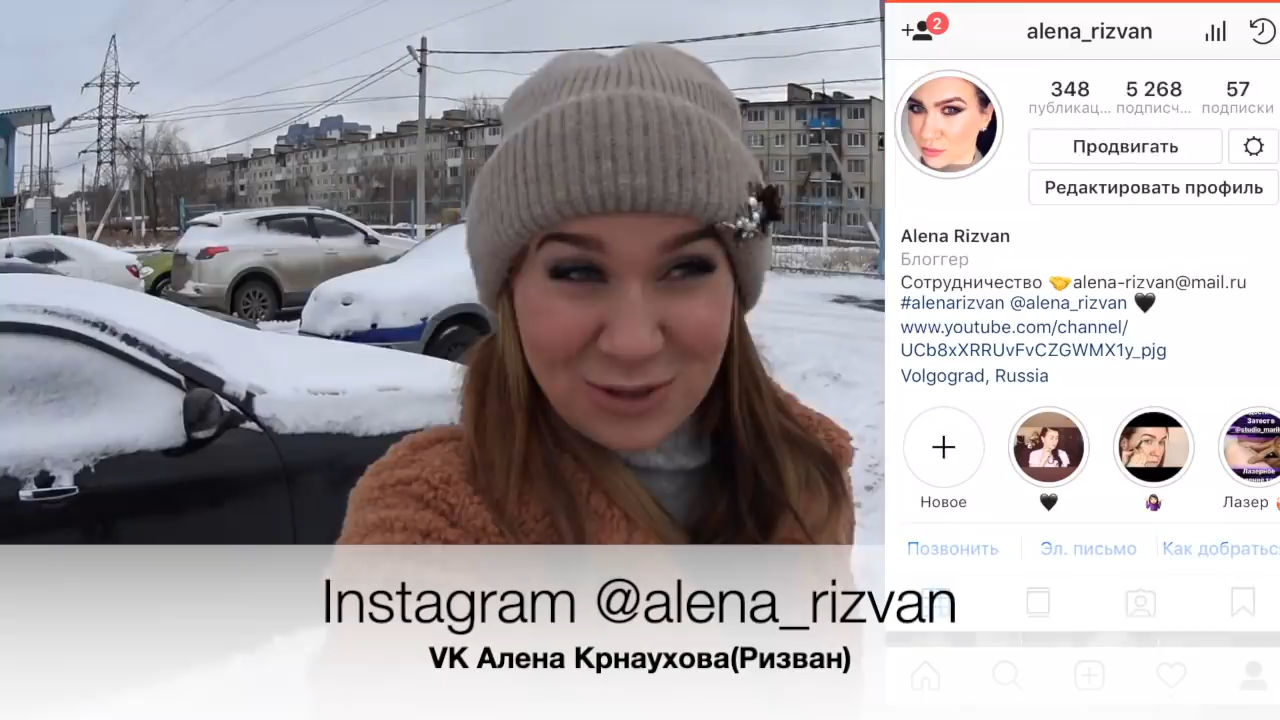 2
alena_rizvan
348 5 268 57
публикац... подписч... подписки
Продвигать
Редактировать профиль
Alena Rizvan
Блоггер
Сотрудничество 🤝alena-rizvan@mail.ru
#alenarizvan @alena_rizvan 🖤
www.youtube.com/channel/
UCb8xXRRUvFvCZGWMX1y_pjg
Volgograd, Russia
Новое 🖤 🤷‍♀️ Лазер
Позвонить Эл. письмо Как добратьс
Instagram @alena_rizvan
VK Алена Крнаухова(Ризван)